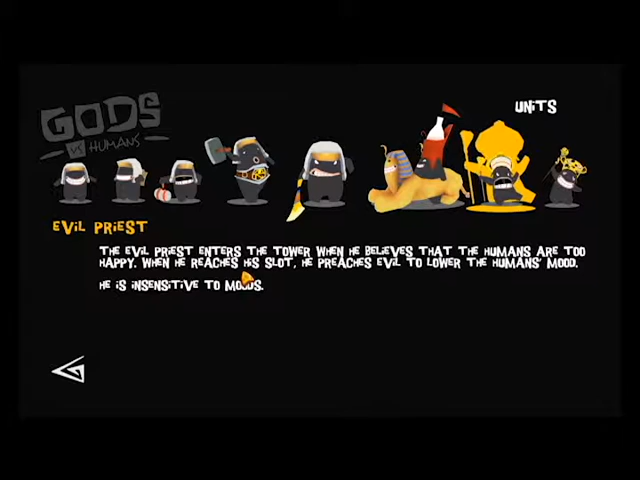 GODS
VS HUMANS
UNITS
EVIL PRIEST
THE EVIL PRIEST ENTERS THE TOWER WHEN HE BELIEVES THAT THE HUMANS ARE TOO
HAPPY. WHEN HE REACHES HIS SLOT, HE PREACHES EVIL TO LOWER THE HUMANS' MOOD.
HE IS INSENSITIVE TO MOODS.